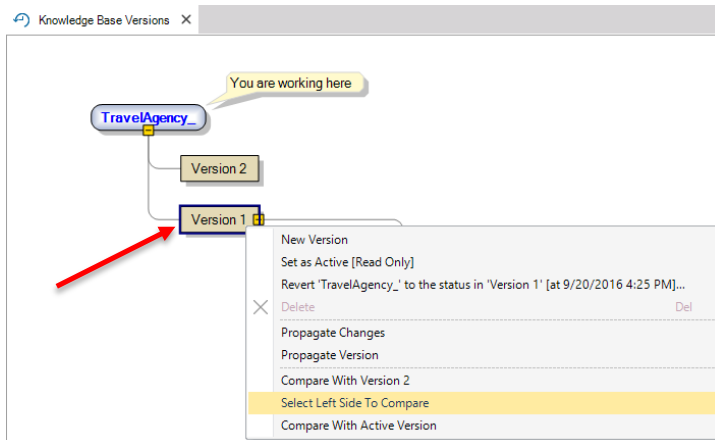 Knowledge Base Versions
You are working here
TravelAgency_
Version 2
Version 1
New Version
Set as Active [Read Only]
Revert 'TravelAgency_' to the status in 'Version 1' [at 9/20/2016 4:25 PM]...
Delete Del
Propagate Changes
Propagate Version
Compare With Version 2
Select Left Side To Compare
Compare With Active Version